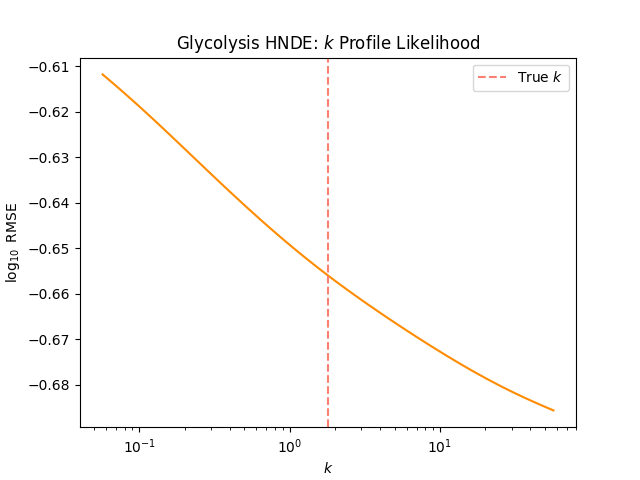 Glycolysis HNDE: k Profile Likelihood
True k
log₁₀ RMSE
−0.61
−0.62
−0.63
−0.64
−0.65
−0.66
−0.67
−0.68
10⁻¹ 10⁰ 10¹
k